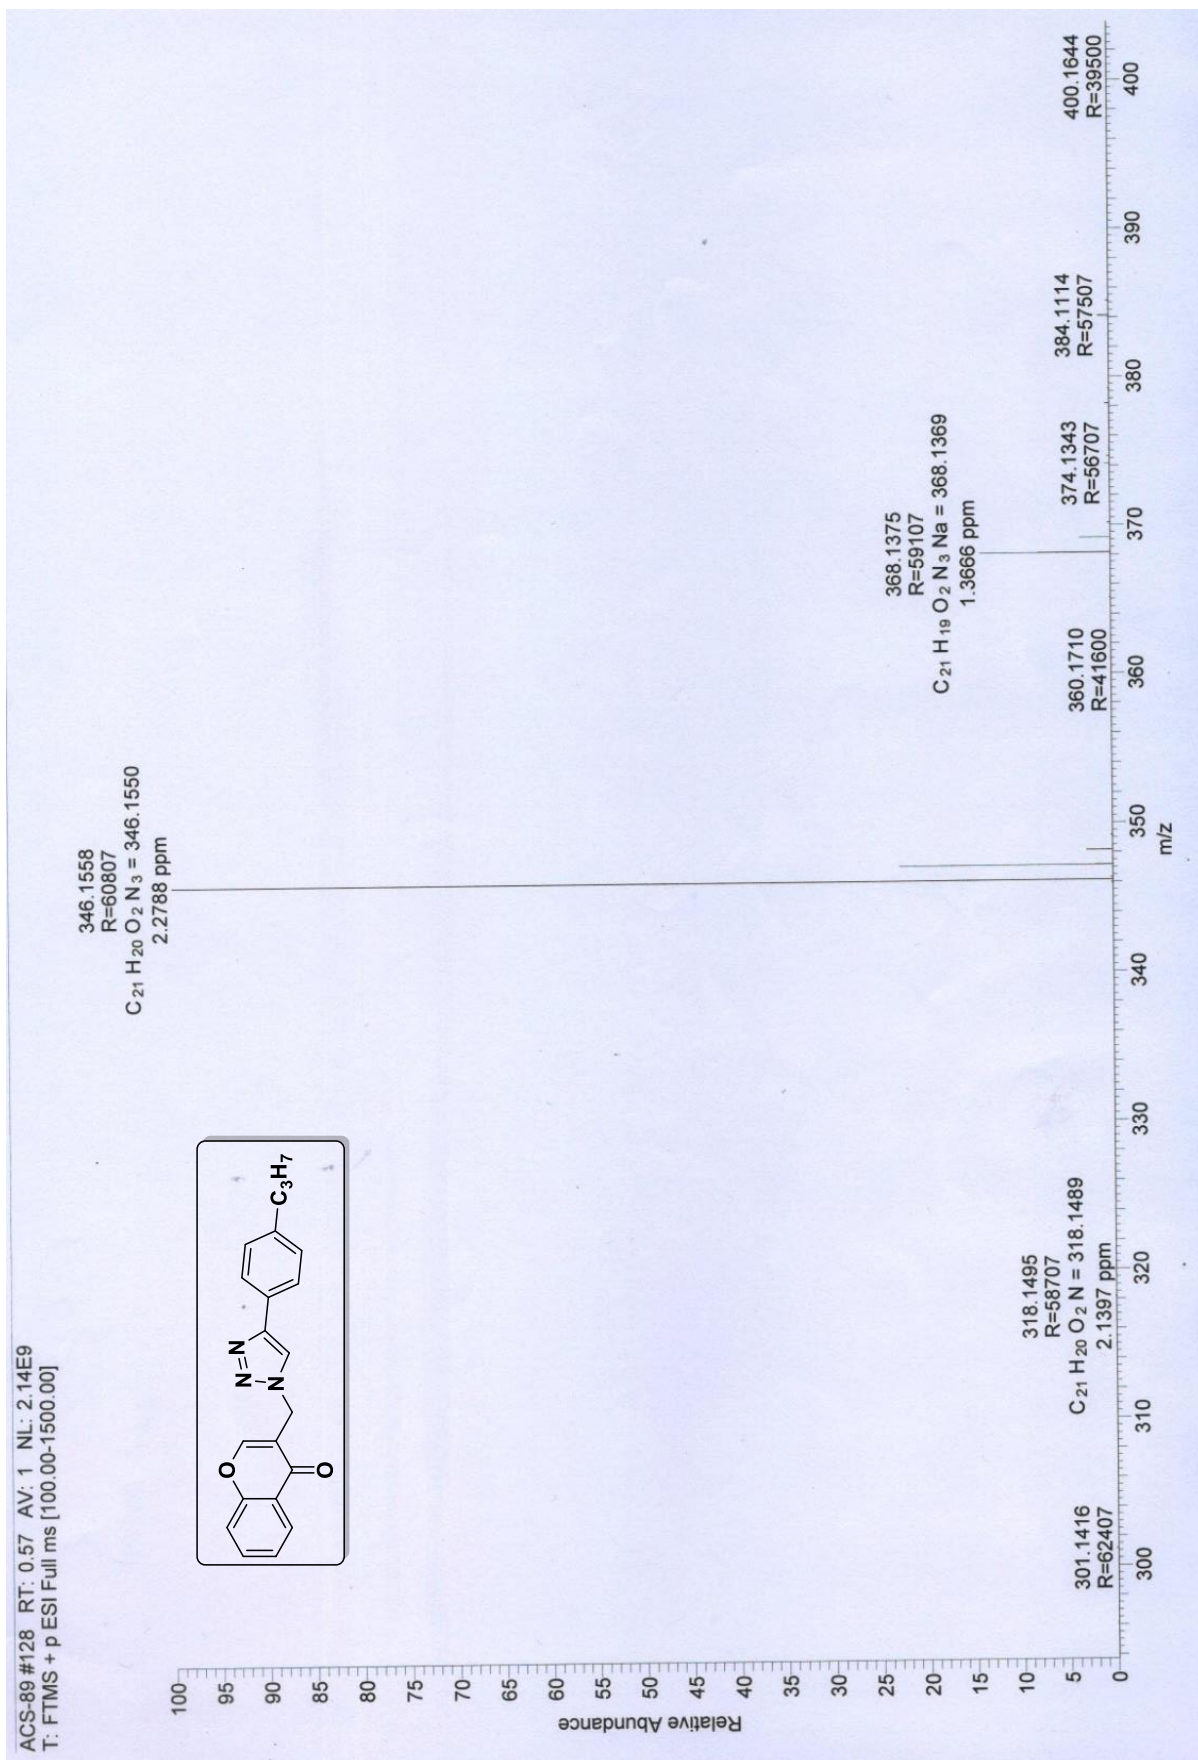 ACS-89 #128 RT: 0.57 AV: 1 NL: 2.14E9
T: FTMS + p ESI Full ms [100.00-1500.00]
346.1558
R=60807
C21 H20 O2 N3 = 346.1550
2.2788 ppm
O
O
N
N
N
C3H7
368.1375
R=59107
C21 H19 O2 N3 Na = 368.1369
1.3666 ppm
318.1495
R=58707
C21 H20 O2 N = 318.1489
2.1397 ppm
301.1416
R=62407
360.1710
R=41600
374.1343
R=56707
384.1114
R=57507
400.1644
R=39500
Relative Abundance
100
95
90
85
80
75
70
65
60
55
50
45
40
35
30
25
20
15
10
5
0
300
310
320
330
340
350
360
370
380
390
400
m/z